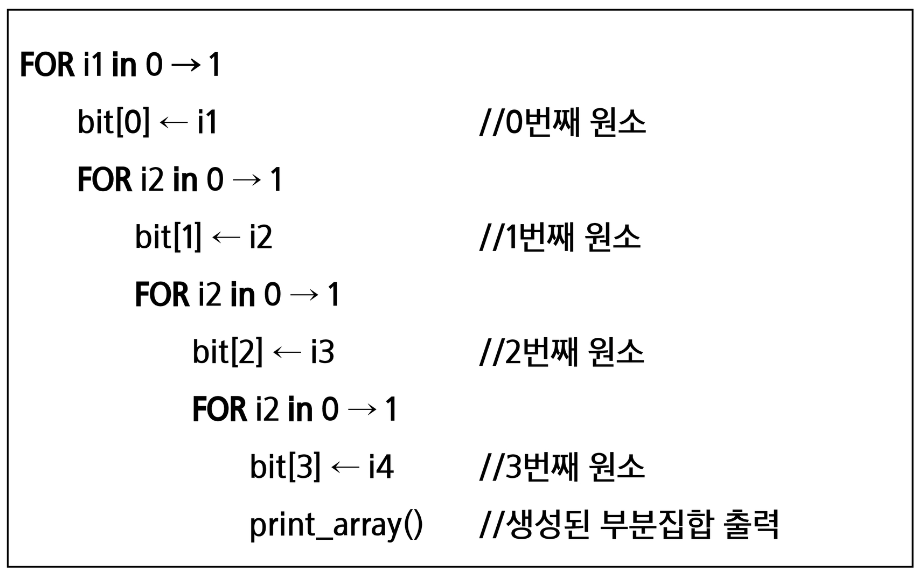 FOR i1 in 0 → 1
bit[0] ← i1 //0번째 원소
FOR i2 in 0 → 1
bit[1] ← i2 //1번째 원소
FOR i2 in 0 → 1
bit[2] ← i3 //2번째 원소
FOR i2 in 0 → 1
bit[3] ← i4 //3번째 원소
print_array() //생성된 부분집합 출력